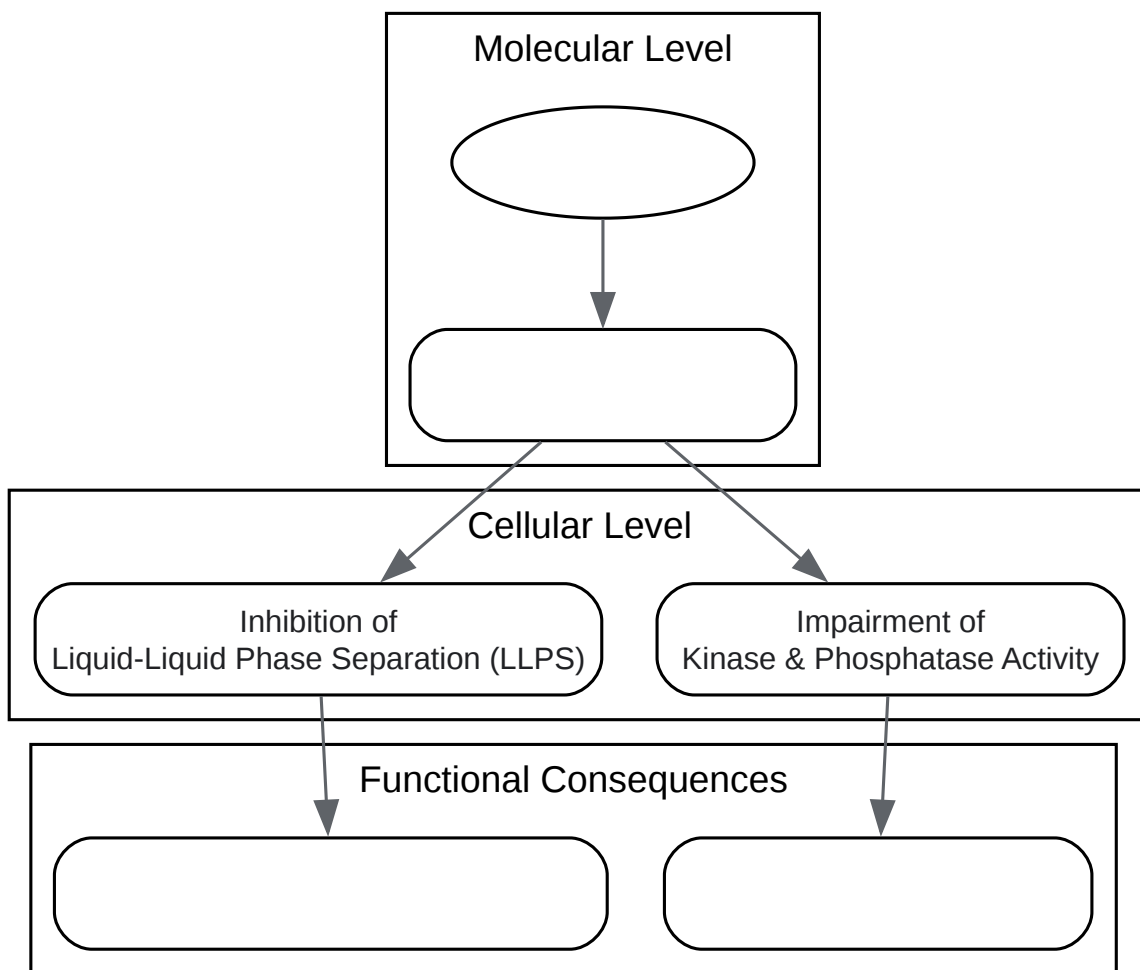 Molecular Level
Cellular Level
Inhibition of
Liquid-Liquid Phase Separation (LLPS)
Impairment of
Kinase & Phosphatase Activity
Functional Consequences